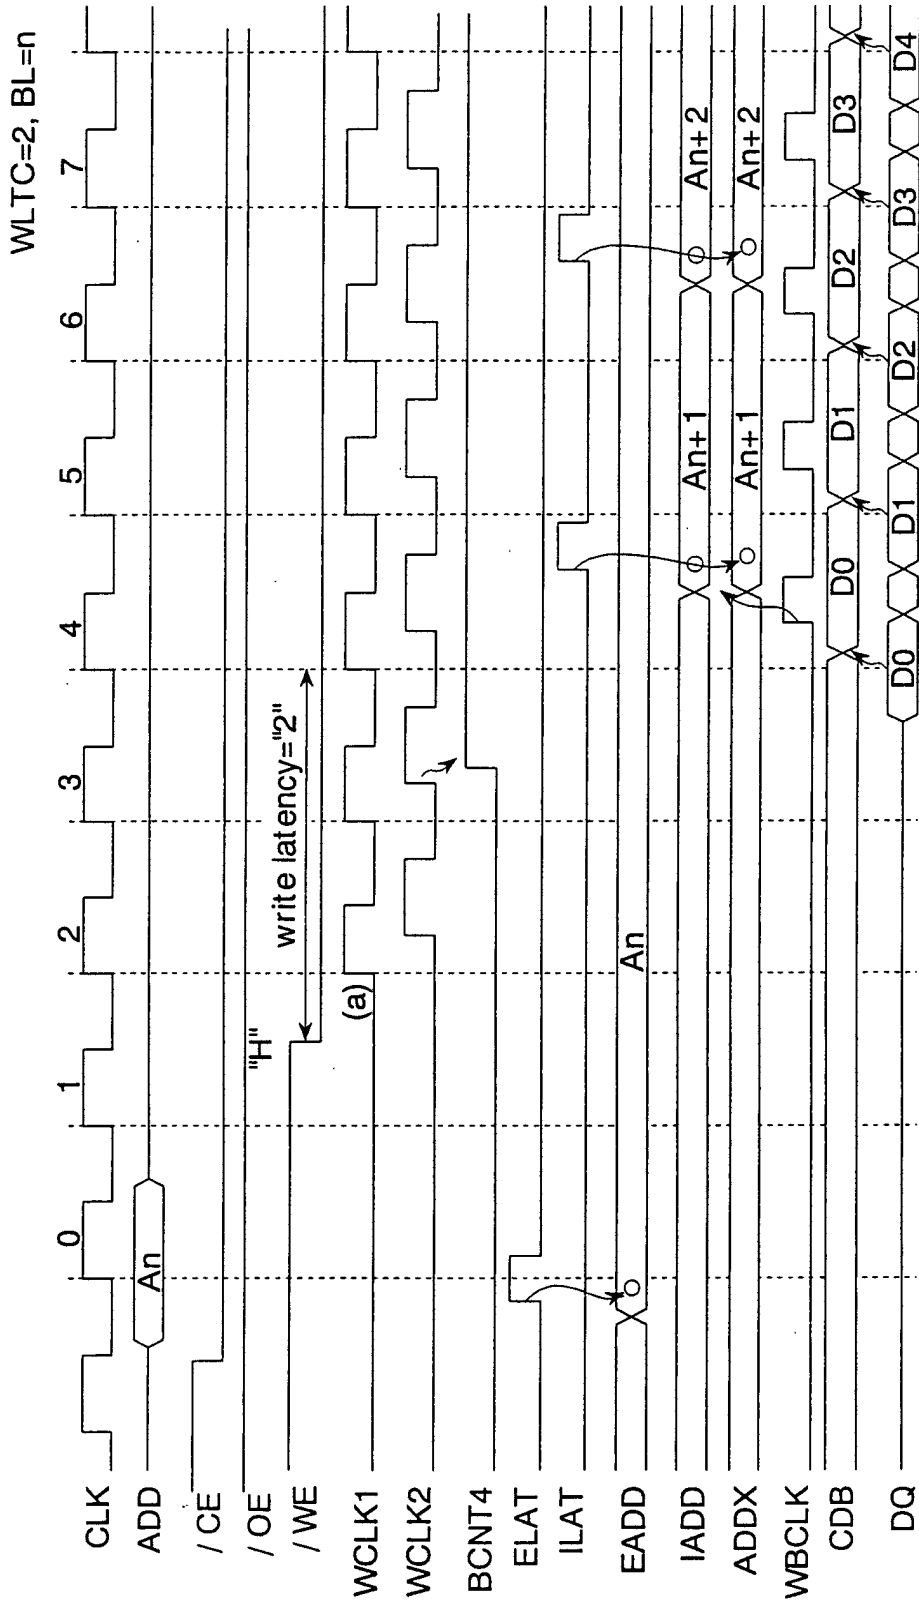 WLTC=2, BL=n
0 1 2 3 4 5 6 7
CLK
ADD An
/ CE
/ OE "H"
/ WE write latency="2"
WCLK1 (a)
WCLK2
BCNT4
ELAT
ILAT
EADD An
IADD An+1 An+2
ADDX An+1 An+2
WBCLK
CDB D0 D1 D2 D3
DQ D0 D1 D2 D3 D4